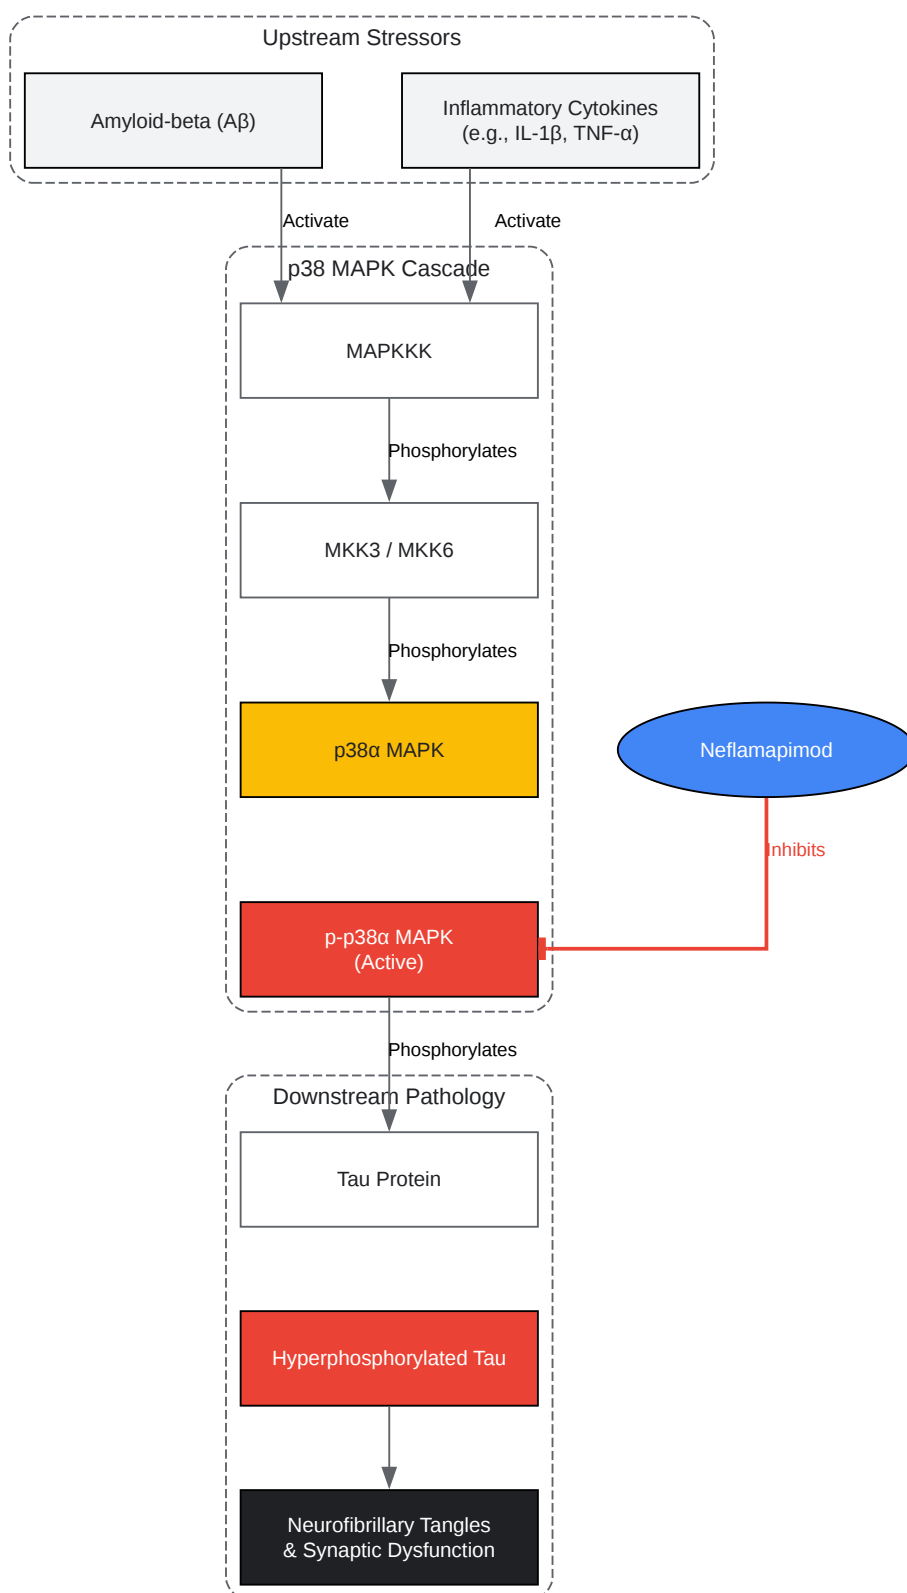 Upstream Stressors
Amyloid-beta (Aβ)
Inflammatory Cytokines
(e.g., IL-1β, TNF-α)
Activate
Activate
p38 MAPK Cascade
MAPKKK
Phosphorylates
MKK3 / MKK6
Phosphorylates
p38α MAPK
Neflamapimod
Inhibits
p-p38α MAPK
(Active)
Phosphorylates
Downstream Pathology
Tau Protein
Hyperphosphorylated Tau
Neurofibrillary Tangles
& Synaptic Dysfunction